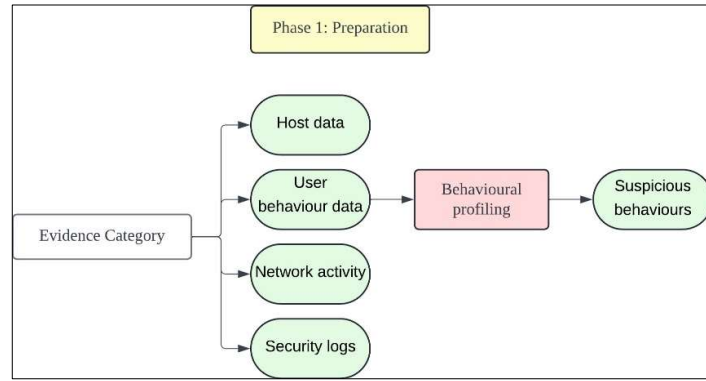 Phase 1: Preparation
Host data
User
behaviour data
Behavioural
profiling
Suspicious
behaviours
Evidence Category
Network activity
Security logs